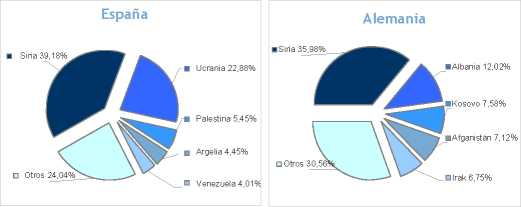 España
Siria 39,18%
Ucrania 22,88%
Palestina 5,45%
Argelia 4,45%
Venezuela 4,01%
Otros 24,04%
Alemania
Siria 35,98%
Albania 12,02%
Kosovo 7,58%
Afganistán 7,12%
Irak 6,75%
Otros 30,56%